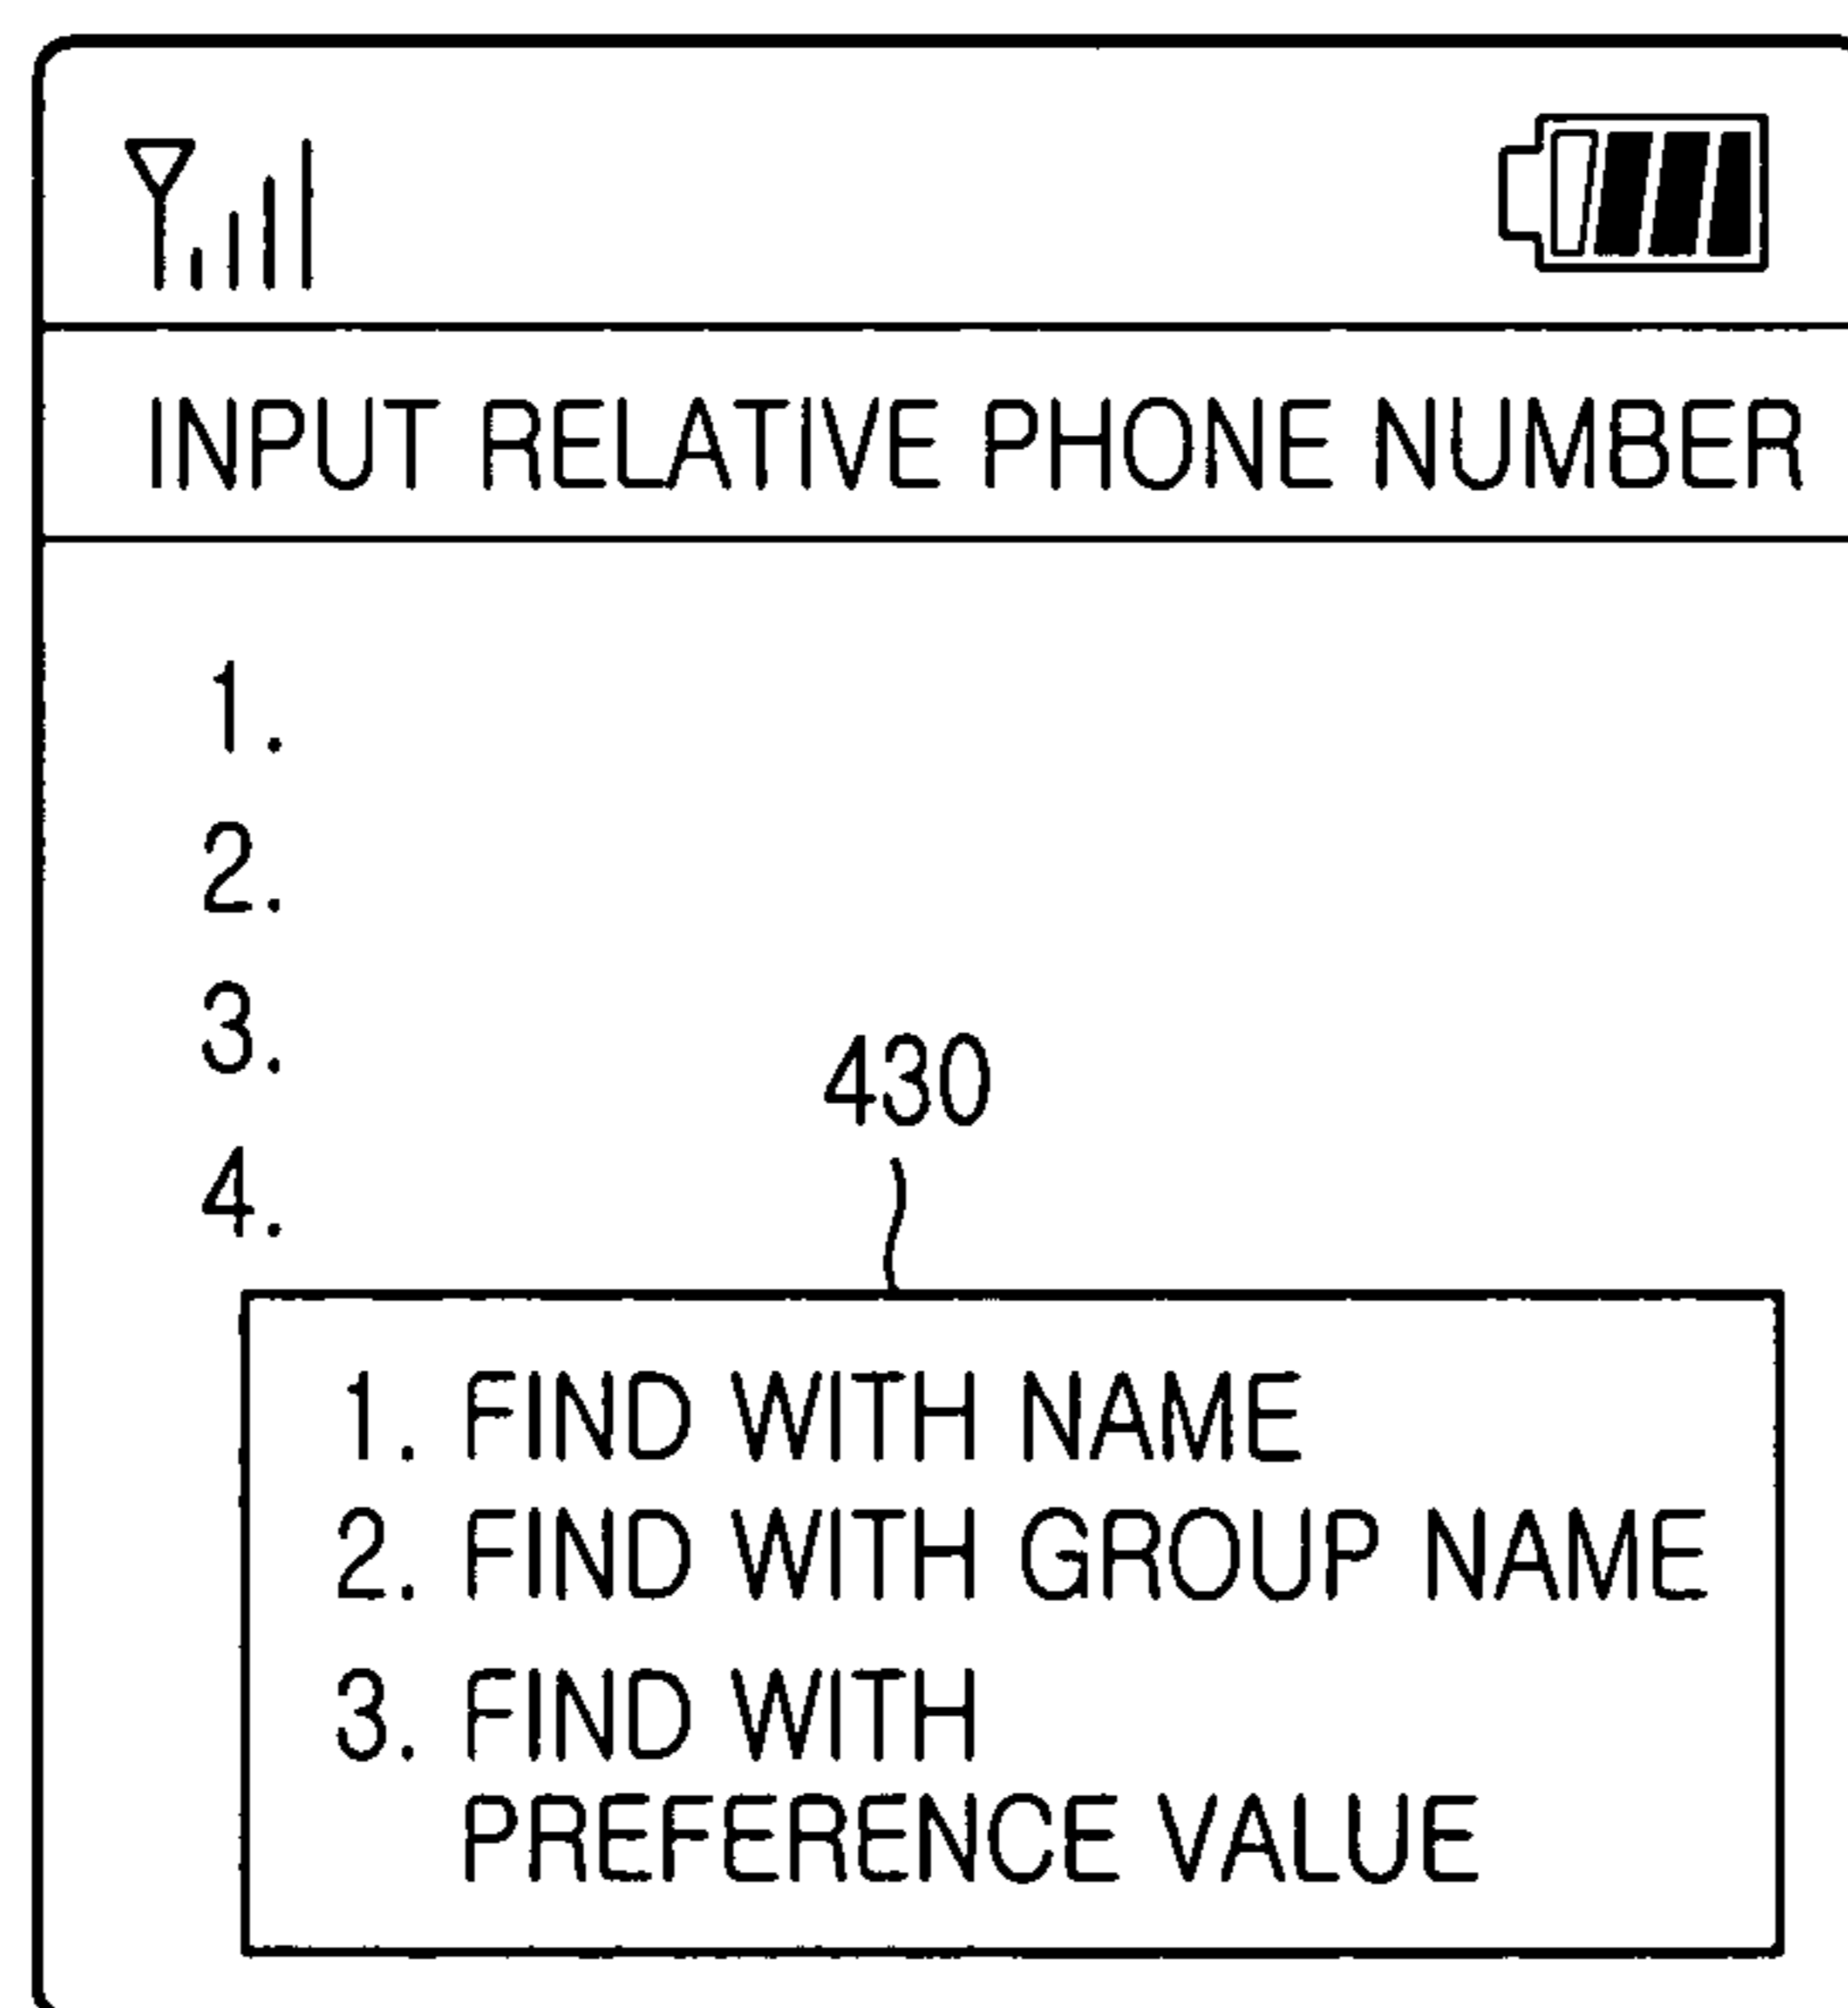 INPUT RELATIVE PHONE NUMBER
1.
2.
3.
430
4.
1. FIND WITH NAME
2. FIND WITH GROUP NAME
3. FIND WITH
PREFERENCE VALUE